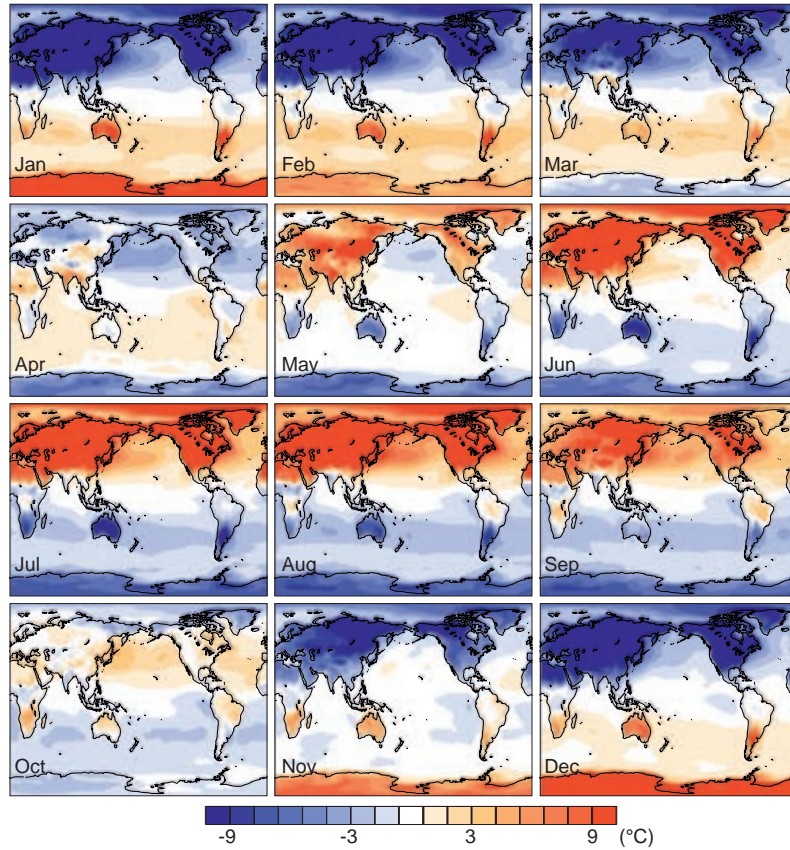 Jan Feb Mar
Apr May Jun
Jul Aug Sep
Oct Nov Dec
-9 -3 3 9 (°C)